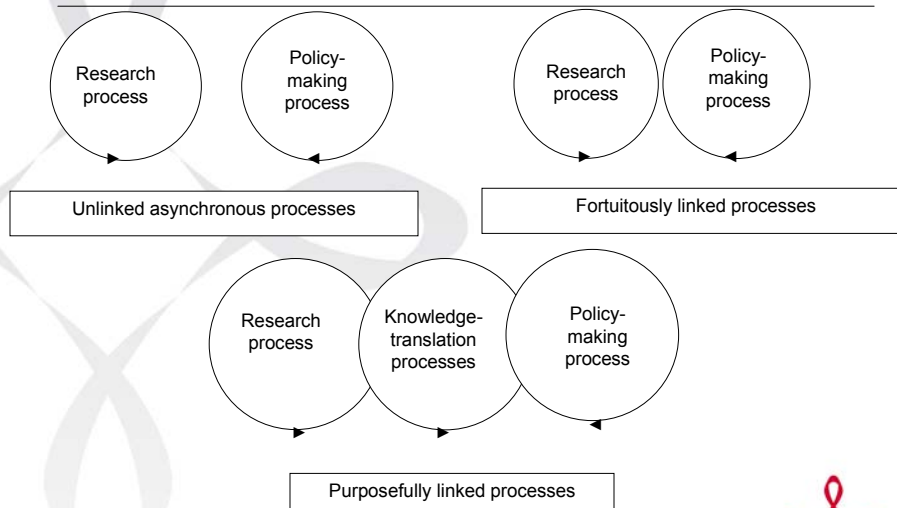 Research
process
Policy-
making
process
Research
process
Policy-
making
process
Unlinked asynchronous processes
Fortuitously linked processes
Research
process
Knowledge-
translation
processes
Policy-
making
process
Purposefully linked processes